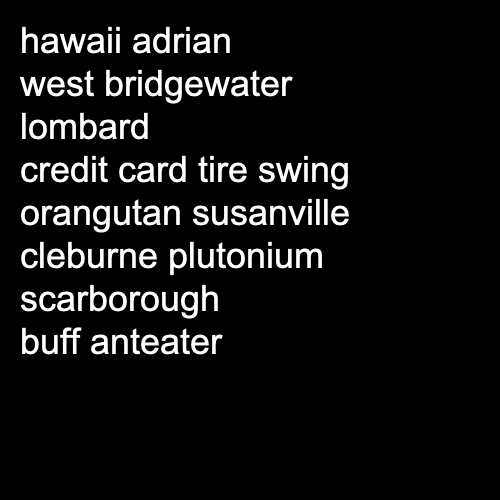 hawaii adrian
west bridgewater
lombard
credit card tire swing
orangutan susanville
cleburne plutonium
scarborough
buff anteater